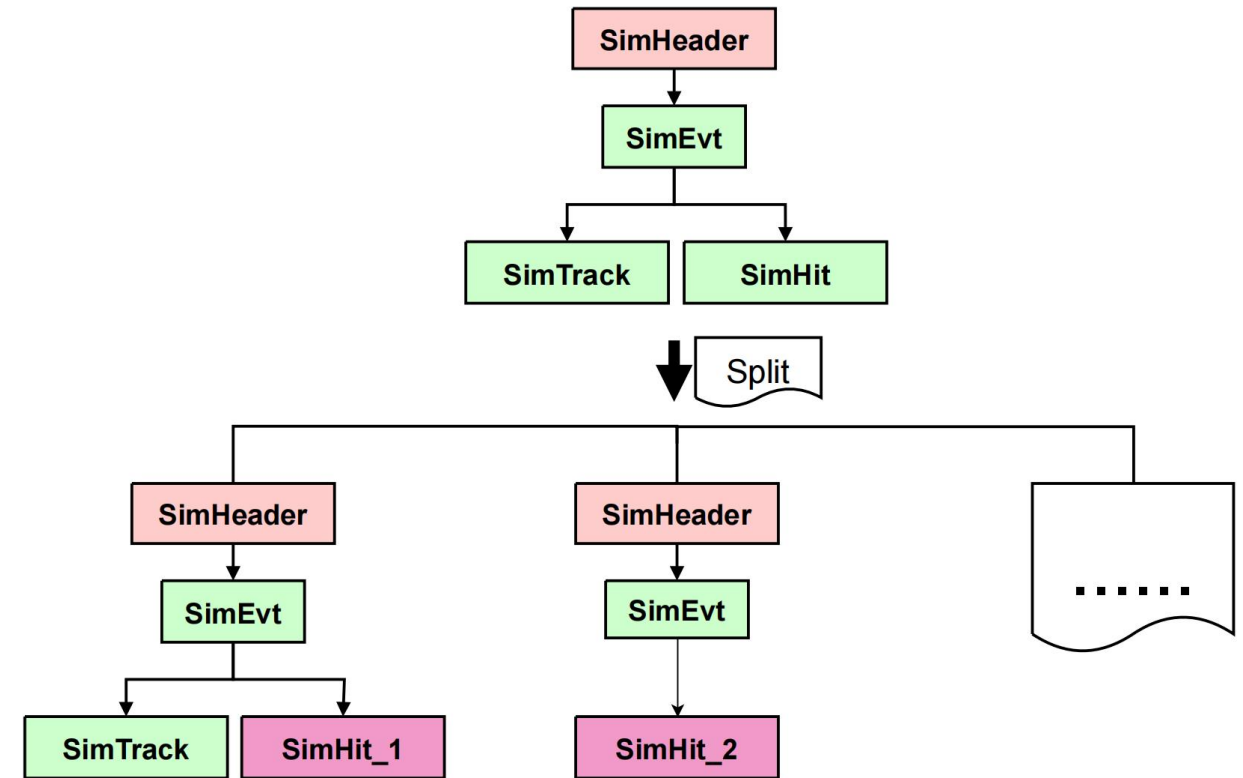 SimHeader
SimEvt
SimTrack
SimHit
Split
SimHeader
SimHeader
......
SimEvt
SimEvt
SimTrack
SimHit_1
SimHit_2